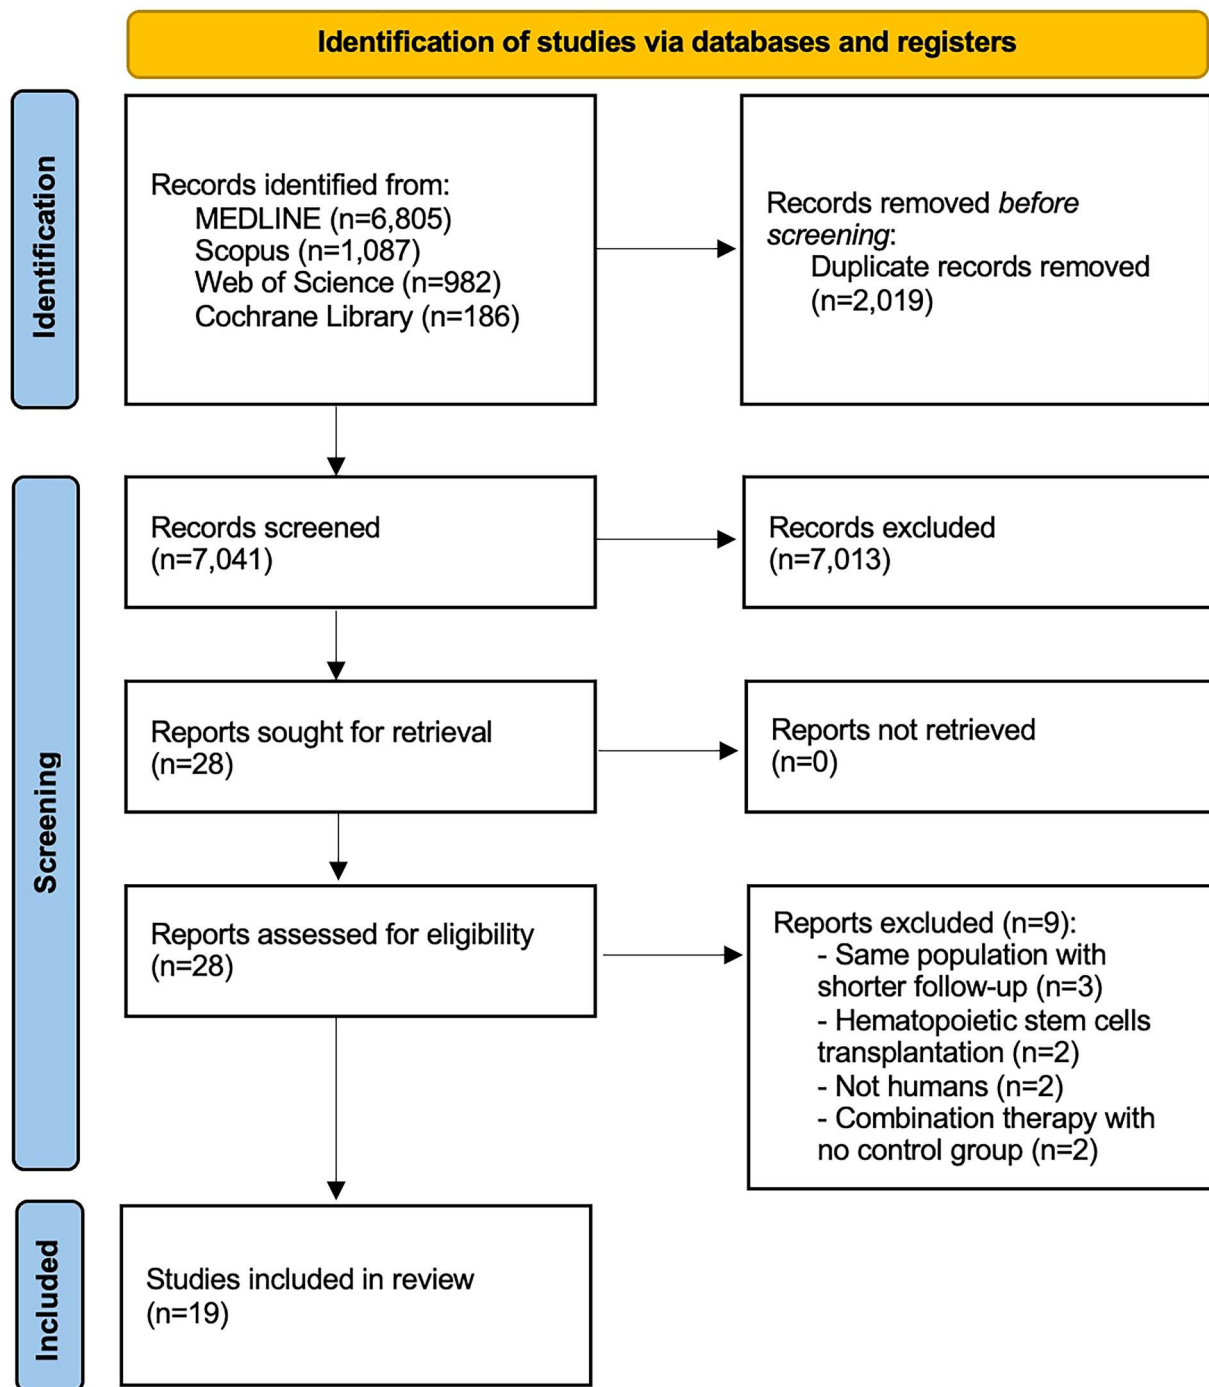 Identification of studies via databases and registers
Identification
Records identified from:
MEDLINE (n=6,805)
Scopus (n=1,087)
Web of Science (n=982)
Cochrane Library (n=186)
Records removed before
screening:
Duplicate records removed
(n=2,019)
Screening
Records screened
(n=7,041)
Records excluded
(n=7,013)
Reports sought for retrieval
(n=28)
Reports not retrieved
(n=0)
Reports assessed for eligibility
(n=28)
Reports excluded (n=9):
- Same population with
shorter follow-up (n=3)
- Hematopoietic stem cells
transplantation (n=2)
- Not humans (n=2)
- Combination therapy with
no control group (n=2)
Included
Studies included in review
(n=19)